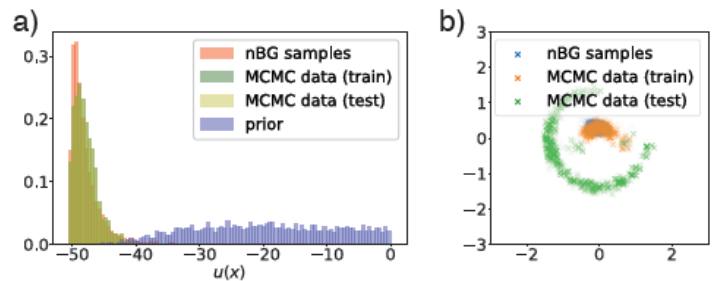 a)
0.3
0.2
0.1
0.0
−50
−40
−30
−20
−10
0
u(x)
nBG samples
MCMC data (train)
MCMC data (test)
prior
b)
3
2
1
0
−1
−2
−3
−2
0
2
nBG samples
MCMC data (train)
MCMC data (test)